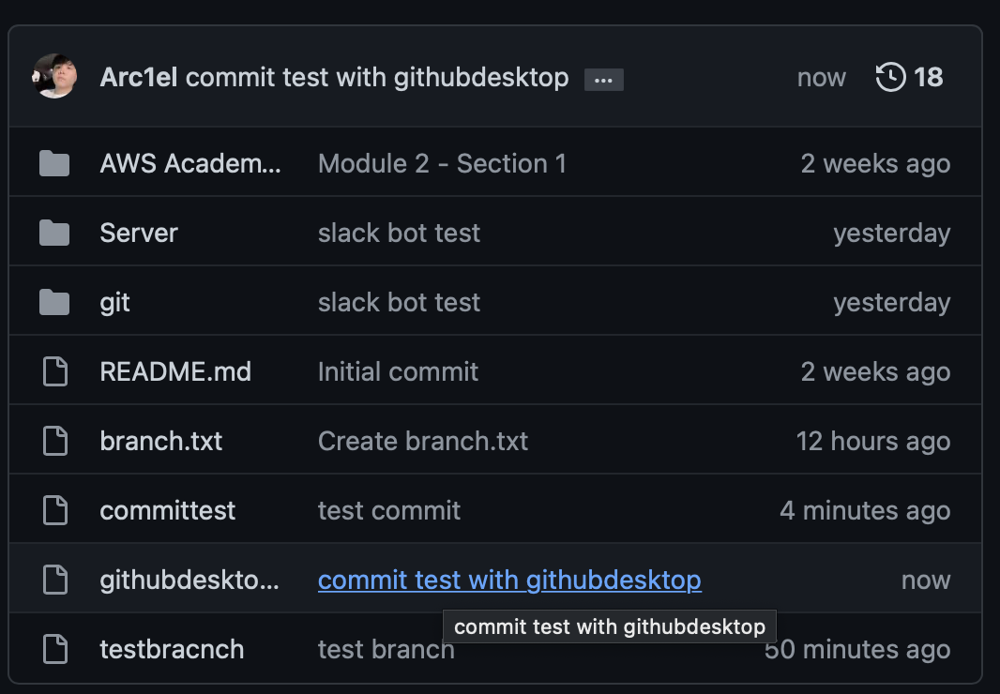 Arc1el commit test with githubdesktop ... now 18
AWS Academ... Module 2 - Section 1 2 weeks ago
Server slack bot test yesterday
git slack bot test yesterday
README.md Initial commit 2 weeks ago
branch.txt Create branch.txt 12 hours ago
committest test commit 4 minutes ago
githubdeskto... commit test with githubdesktop now
commit test with githubdesktop
testbracnch test branch 50 minutes ago